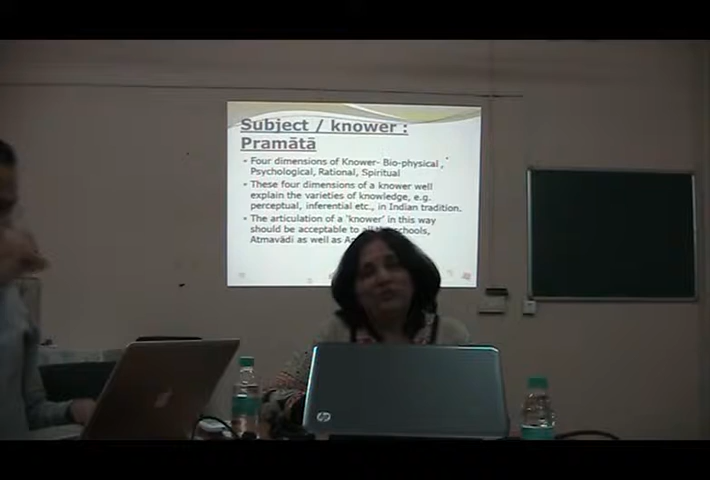 Subject / knower :
Pramātā
Four dimensions of Knower- Bio-physical ,
Psychological, Rational, Spiritual
These four dimensions of a knower well
explain the varieties of knowledge, e.g.
perceptual, inferential etc., in Indian tradition.
The articulation of a 'knower' in this way
should be acceptable to schools,
Atmavādi as well as
hp